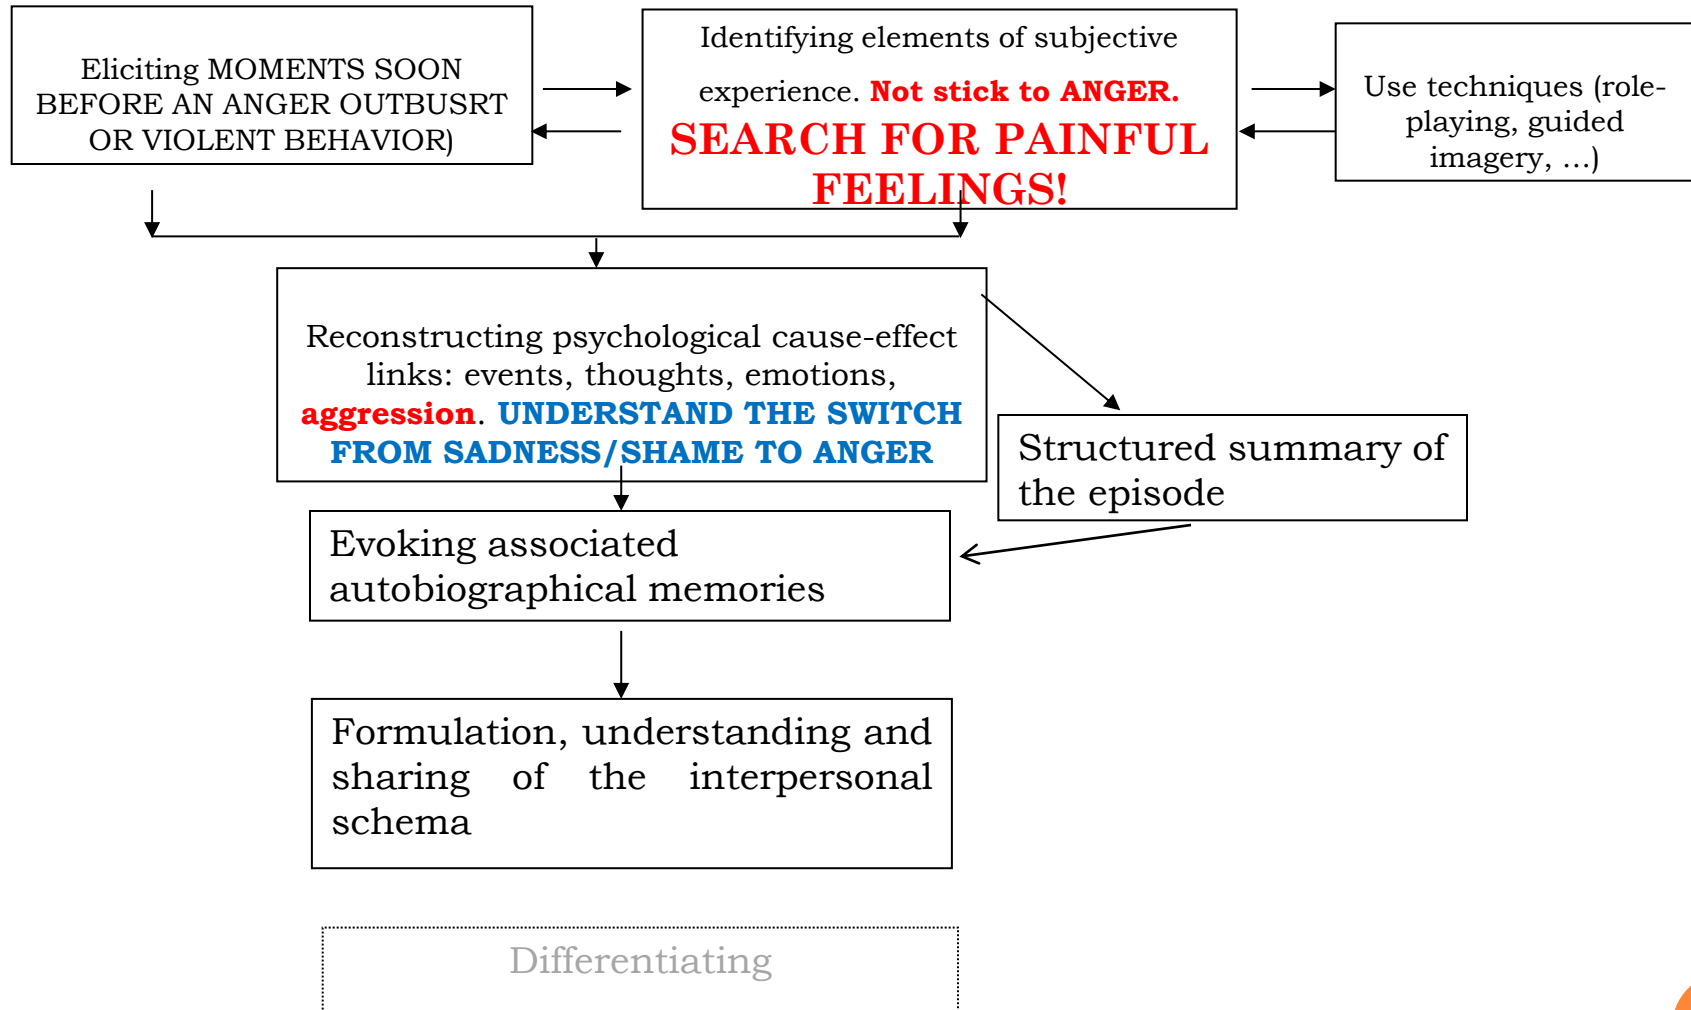 Eliciting MOMENTS SOON
BEFORE AN ANGER OUTBUSRT
OR VIOLENT BEHAVIOR)
Identifying elements of subjective
experience. Not stick to ANGER.
SEARCH FOR PAINFUL
FEELINGS!
Use techniques (role-
playing, guided
imagery, ...)
Reconstructing psychological cause-effect
links: events, thoughts, emotions,
aggression. UNDERSTAND THE SWITCH
FROM SADNESS/SHAME TO ANGER
Structured summary of
the episode
Evoking associated
autobiographical memories
Formulation, understanding and
sharing of the interpersonal
schema
Differentiating